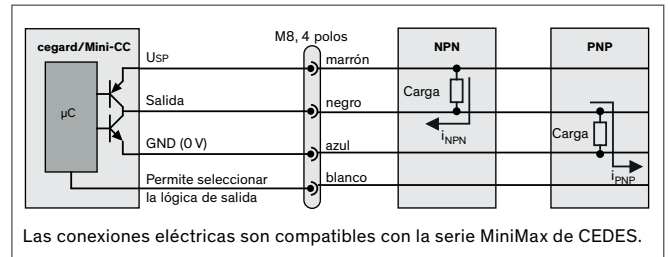 M8, 4 polos
cegard/Mini-CC
NPN
PNP
USP
marrón
Salida
negro
Carga
µC
iNPN
Carga
GND (0 V)
azul
iPNP
Permite seleccionar
la lógica de salida
blanco
Las conexiones eléctricas son compatibles con la serie MiniMax de CEDES.